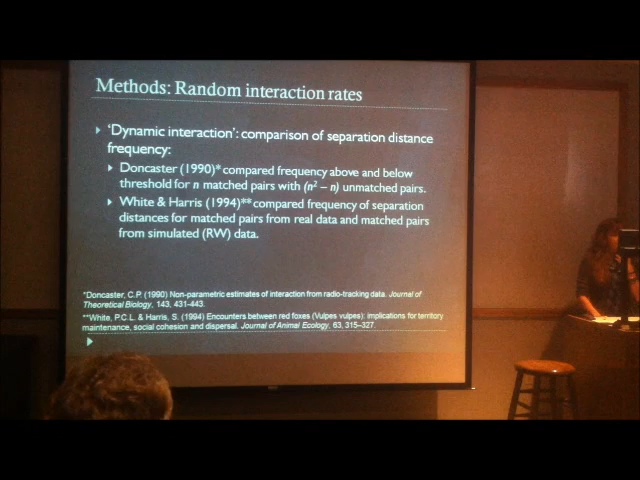 Methods: Random interaction rates
'Dynamic interaction': comparison of separation distance
frequency:
Doncaster (1990)* compared frequency above and below
threshold for n matched pairs with (n² – n) unmatched pairs.
White & Harris (1994)** compared frequency of separation
distances for matched pairs from real data and matched pairs
from simulated (RW) data.
*Doncaster, C.P. (1990) Non-parametric estimates of interaction from radio-tracking data. Journal of
Theoretical Biology, 143, 431-443.
**White, P.C.L. & Harris, S. (1994) Encounters between red foxes (Vulpes vulpes): implications for territory
maintenance, social cohesion and dispersal. Journal of Animal Ecology, 63, 315–327.